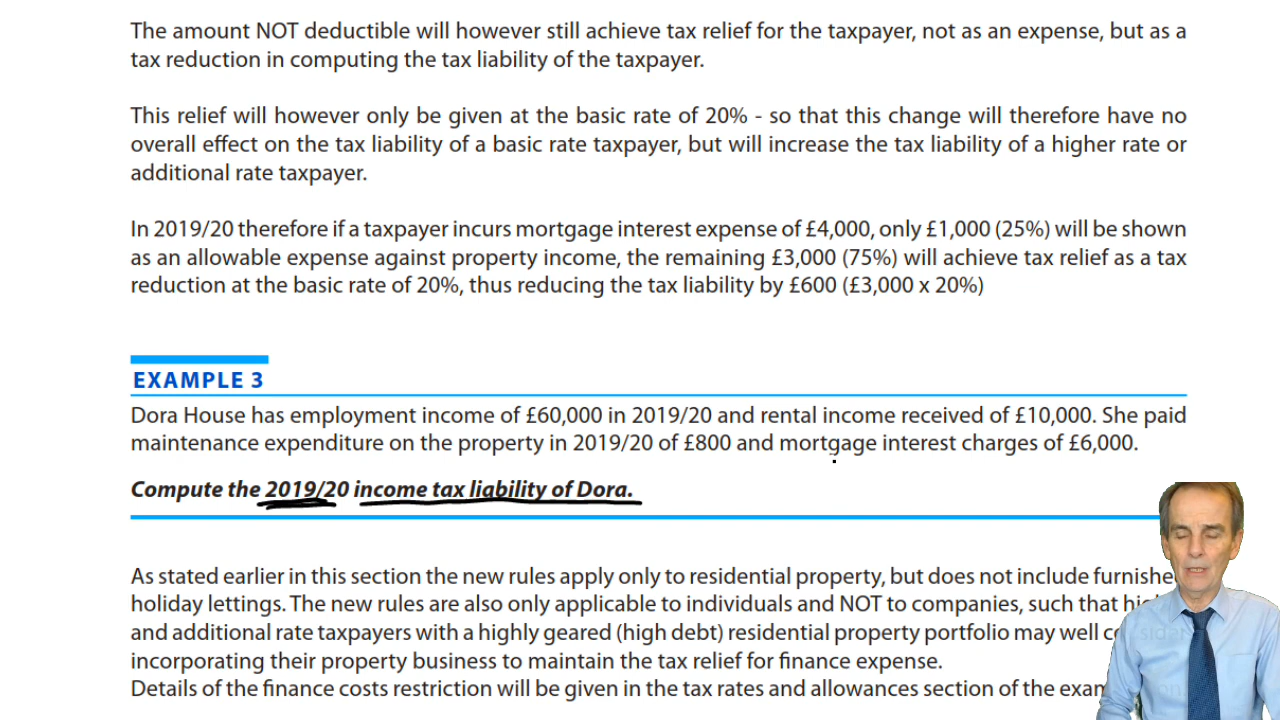 The amount NOT deductible will however still achieve tax relief for the taxpayer, not as an expense, but as a
tax reduction in computing the tax liability of the taxpayer.
This relief will however only be given at the basic rate of 20% - so that this change will therefore have no
overall effect on the tax liability of a basic rate taxpayer, but will increase the tax liability of a higher rate or
additional rate taxpayer.
In 2019/20 therefore if a taxpayer incurs mortgage interest expense of £4,000, only £1,000 (25%) will be shown
as an allowable expense against property income, the remaining £3,000 (75%) will achieve tax relief as a tax
reduction at the basic rate of 20%, thus reducing the tax liability by £600 (£3,000 x 20%)
EXAMPLE 3
Dora House has employment income of £60,000 in 2019/20 and rental income received of £10,000. She paid
maintenance expenditure on the property in 2019/20 of £800 and mortgage interest charges of £6,000.
Compute the 2019/20 income tax liability of Dora.
As stated earlier in this section the new rules apply only to residential property, but does not include furnishe
holiday lettings. The new rules are also only applicable to individuals and NOT to companies, such that
and additional rate taxpayers with a highly geared (high debt) residential property portfolio may well
incorporating their property business to maintain the tax relief for finance expense.
Details of the finance costs restriction will be given in the tax rates and allowances section of the